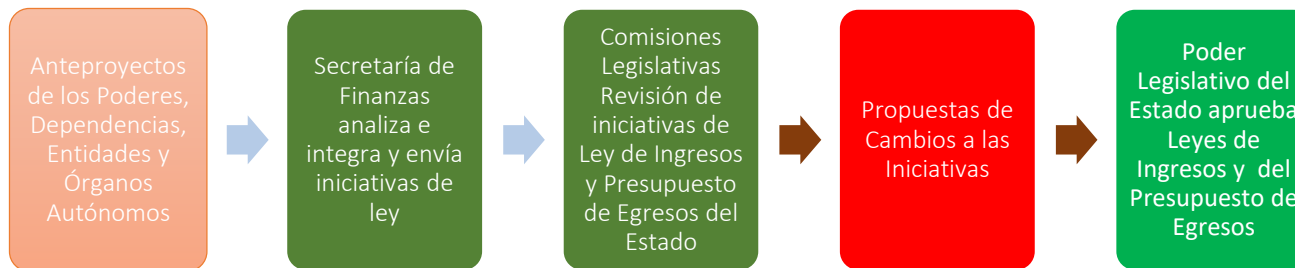 Anteproyectos
de los Poderes,
Dependencias,
Entidades y
Órganos
Autónomos
Secretaría de
Finanzas
analiza e
integra y envía
iniciativas de
ley
Comisiones
Legislativas
Revisión de
iniciativas de
Ley de Ingresos
y Presupuesto
de Egresos del
Estado
Propuestas de
Cambios a las
Iniciativas
Poder
Legislativo del
Estado aprueba
Leyes de
Ingresos y del
Presupuesto de
Egresos